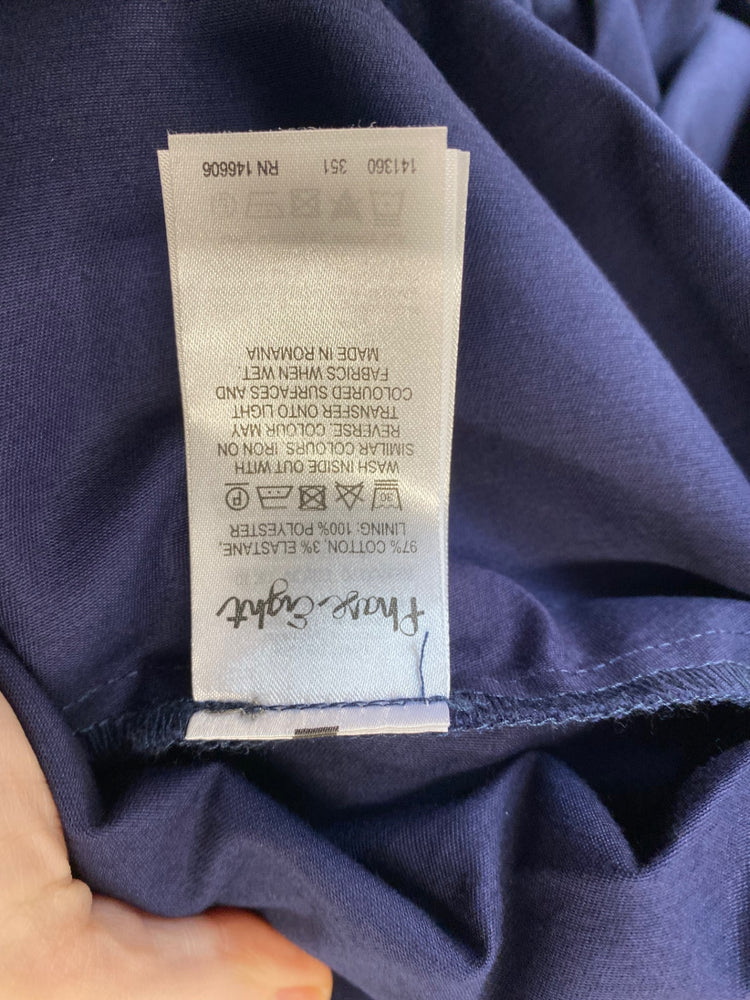 Phase Eight
97% COTTON, 3% ELASTANE,
LINING: 100% POLYESTER
30 P
WASH INSIDE OUT WITH
SIMILAR COLOURS. IRON ON
REVERSE. COLOUR MAY
TRANSFER ONTO LIGHT
COLOURED SURFACES AND
FABRICS WHEN WET.
MADE IN ROMANIA
141360 351 RN 146606